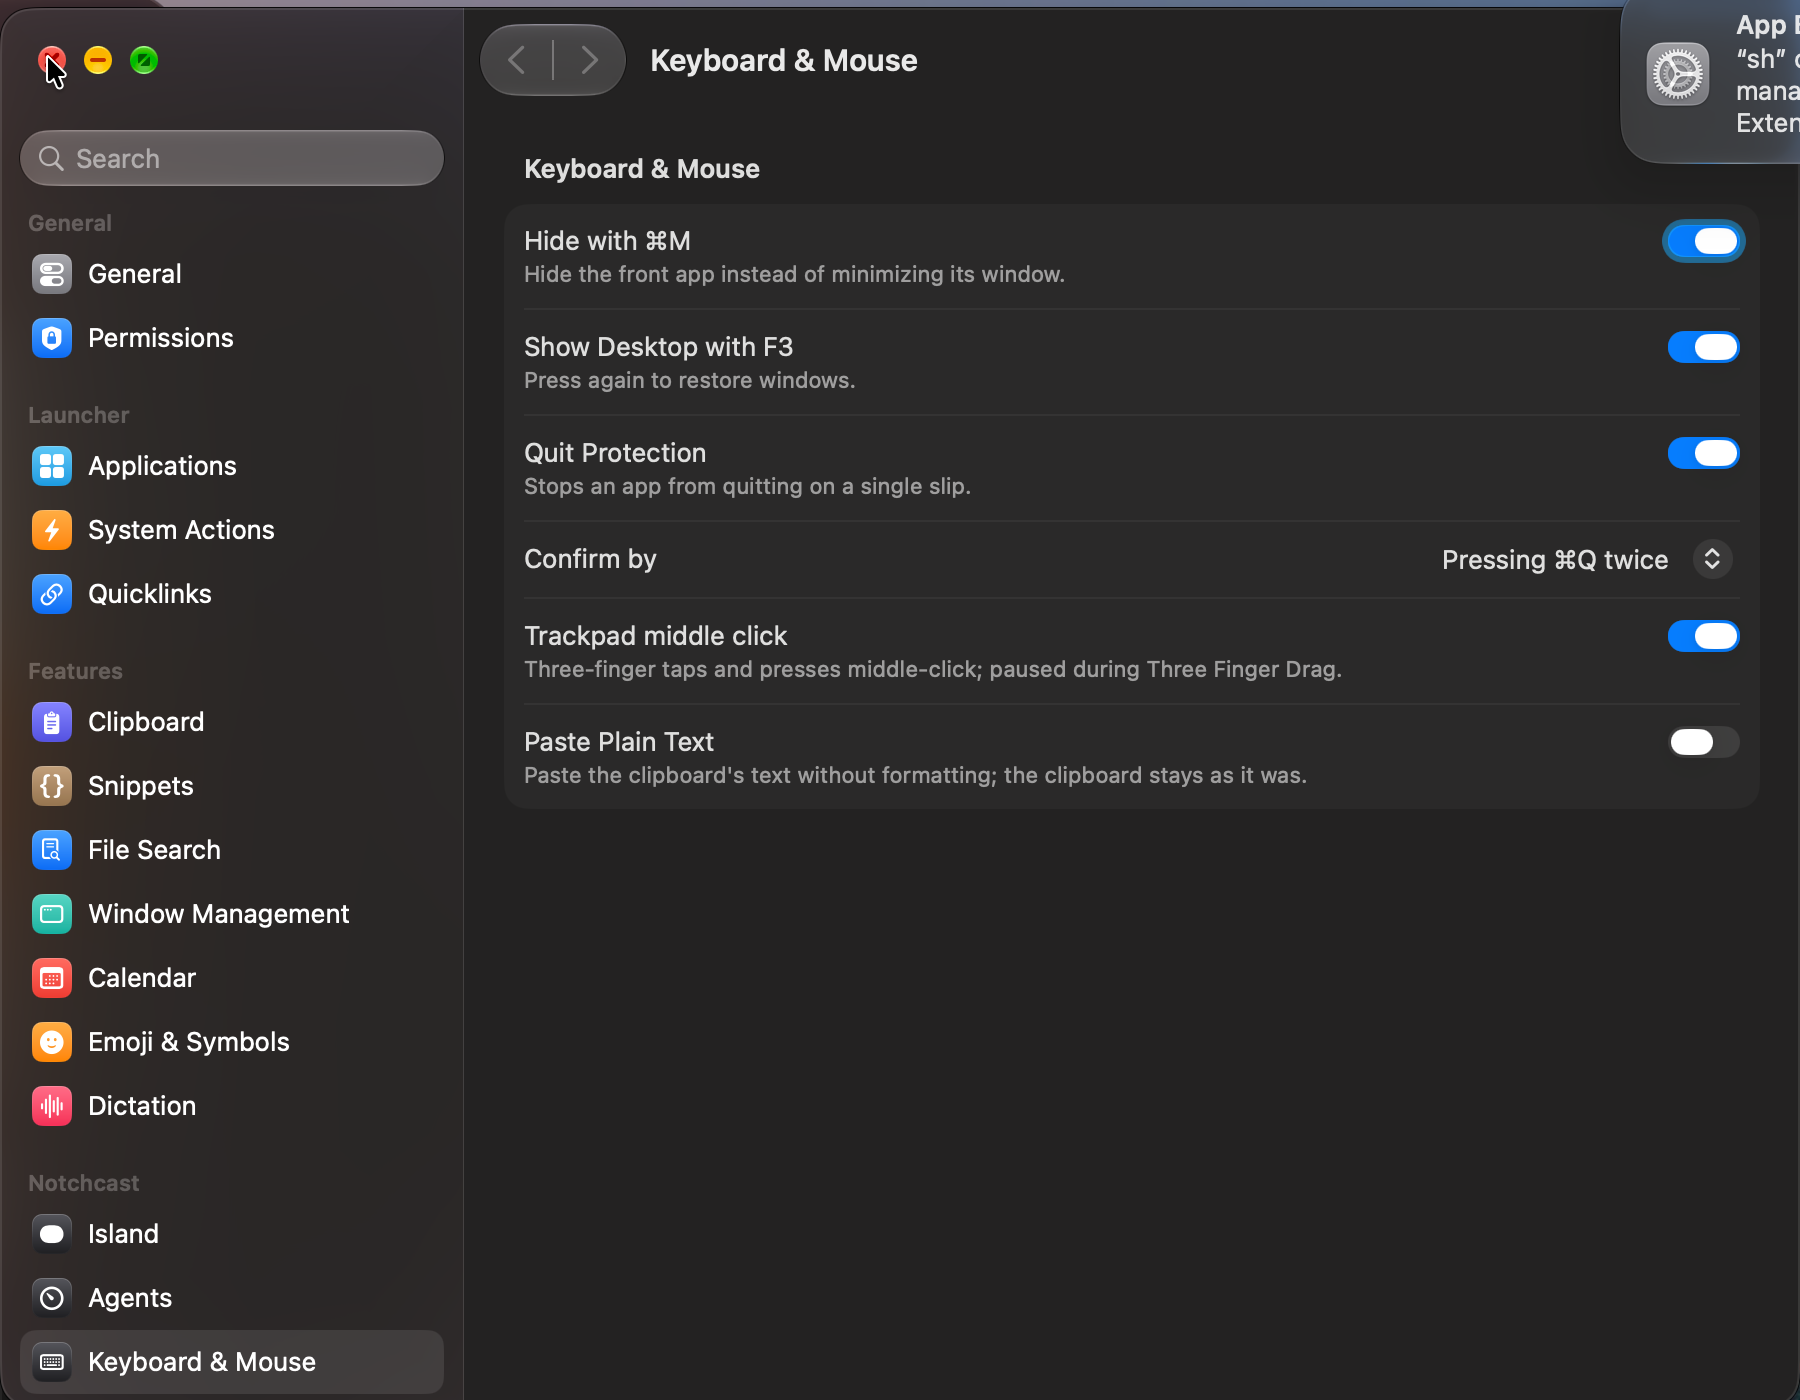 Keyboard & Mouse
App
"sh"
Search
General
General
Permissions
Launcher
Applications
System Actions
Quicklinks
Features
Clipboard
Snippets
File Search
Window Management
Calendar
Emoji & Symbols
Dictation
Notchcast
Island
Agents
Keyboard & Mouse
Keyboard & Mouse
Hide with ⌘M
Hide the front app instead of minimizing its window.
Show Desktop with F3
Press again to restore windows.
Quit Protection
Stops an app from quitting on a single slip.
Confirm by
Pressing ⌘Q twice
Trackpad middle click
Three-finger taps and presses middle-click; paused during Three Finger Drag.
Paste Plain Text
Paste the clipboard's text without formatting; the clipboard stays as it was.